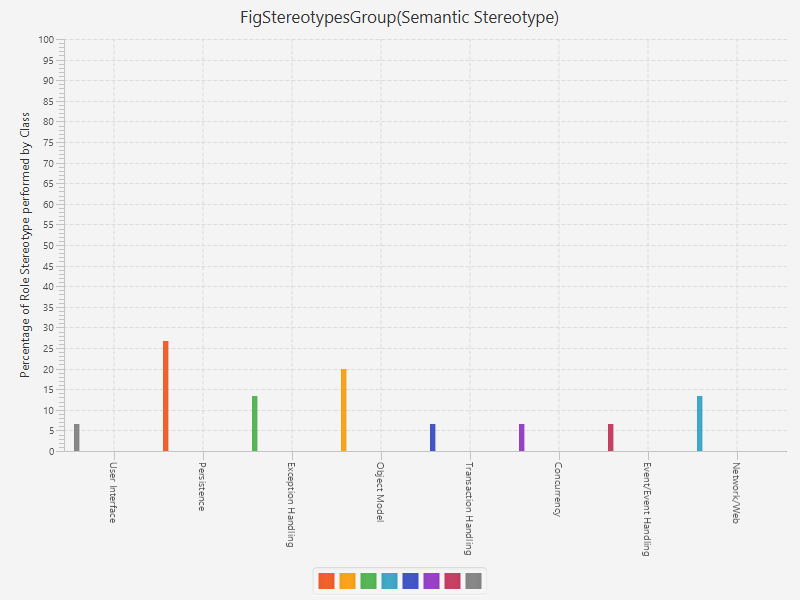 FigStereotypesGroup(Semantic Stereotype)
Percentage of Role Stereotype performed by Class
100
95
90
85
80
75
70
65
60
55
50
45
40
35
30
25
20
15
10
5
0
User Interface
Persistence
Exception Handling
Object Model
Transaction Handling
Concurrency
Event/Event Handling
Network/Web